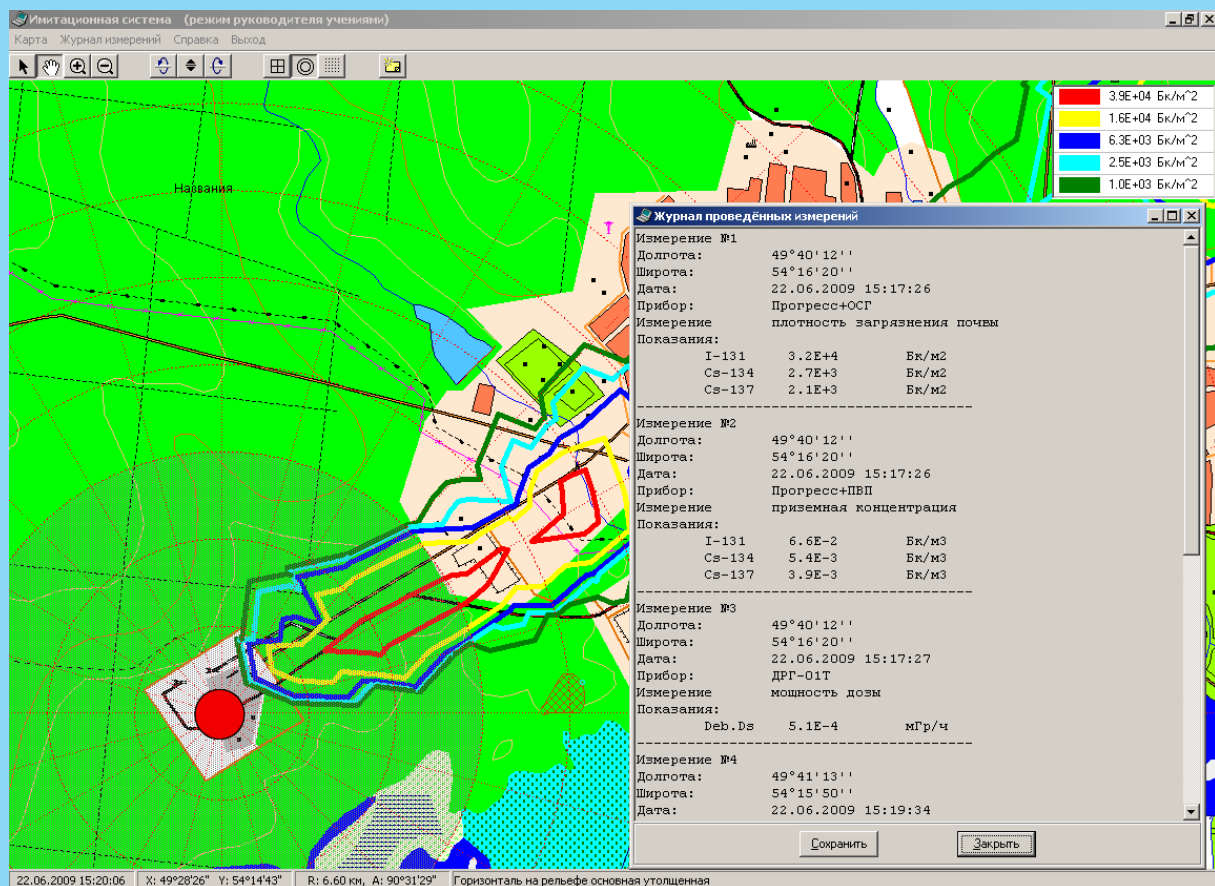 Имитационная система (режим руководителя учениями)
Карта Журнал измерений Справка Выход
3.9E+04 Бк/м^2
1.6E+04 Бк/м^2
6.3E+03 Бк/м^2
2.5E+03 Бк/м^2
1.0E+03 Бк/м^2
Названия
Журнал проведённых измерений
Измерение №1
Долгота: 49°40'12''
Широта: 54°16'20''
Дата: 22.06.2009 15:17:26
Прибор: Прогресс+ОСГ
Измерение плотность загрязнения почвы
Показания:
I-131 3.2E+4 Бк/м2
Cs-134 2.7E+3 Бк/м2
Cs-137 2.1E+3 Бк/м2
----------------------------------------
Измерение №2
Долгота: 49°40'12''
Широта: 54°16'20''
Дата: 22.06.2009 15:17:26
Прибор: Прогресс+ПВП
Измерение приземная концентрация
Показания:
I-131 6.6E-2 Бк/м3
Cs-134 5.4E-3 Бк/м3
Cs-137 3.9E-3 Бк/м3
----------------------------------------
Измерение №3
Долгота: 49°40'12''
Широта: 54°16'20''
Дата: 22.06.2009 15:17:27
Прибор: ДРГ-01Т
Измерение мощность дозы
Показания:
Deb.Ds 5.1E-4 мГр/ч
----------------------------------------
Измерение №4
Долгота: 49°41'13''
Широта: 54°15'50''
Дата: 22.06.2009 15:19:34
Сохранить Закрыть
22.06.2009 15:20:06 X: 49°28'26" Y: 54°14'43" R: 6.60 км, A: 90°31'29" Горизонталь на рельефе основная утолщенная